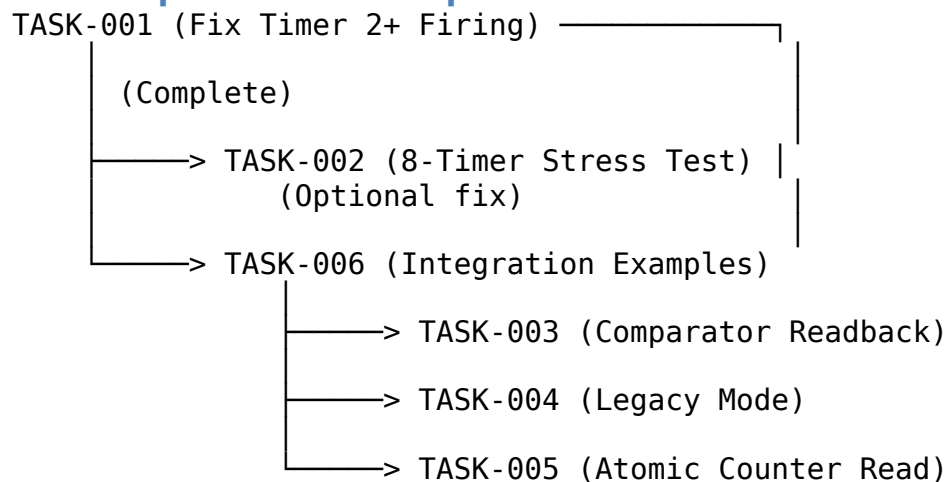 TASK-001 (Fix Timer 2+ Firing)
(Complete)
TASK-002 (8-Timer Stress Test)
(Optional fix)
TASK-006 (Integration Examples)
TASK-003 (Comparator Readback)
TASK-004 (Legacy Mode)
TASK-005 (Atomic Counter Read)